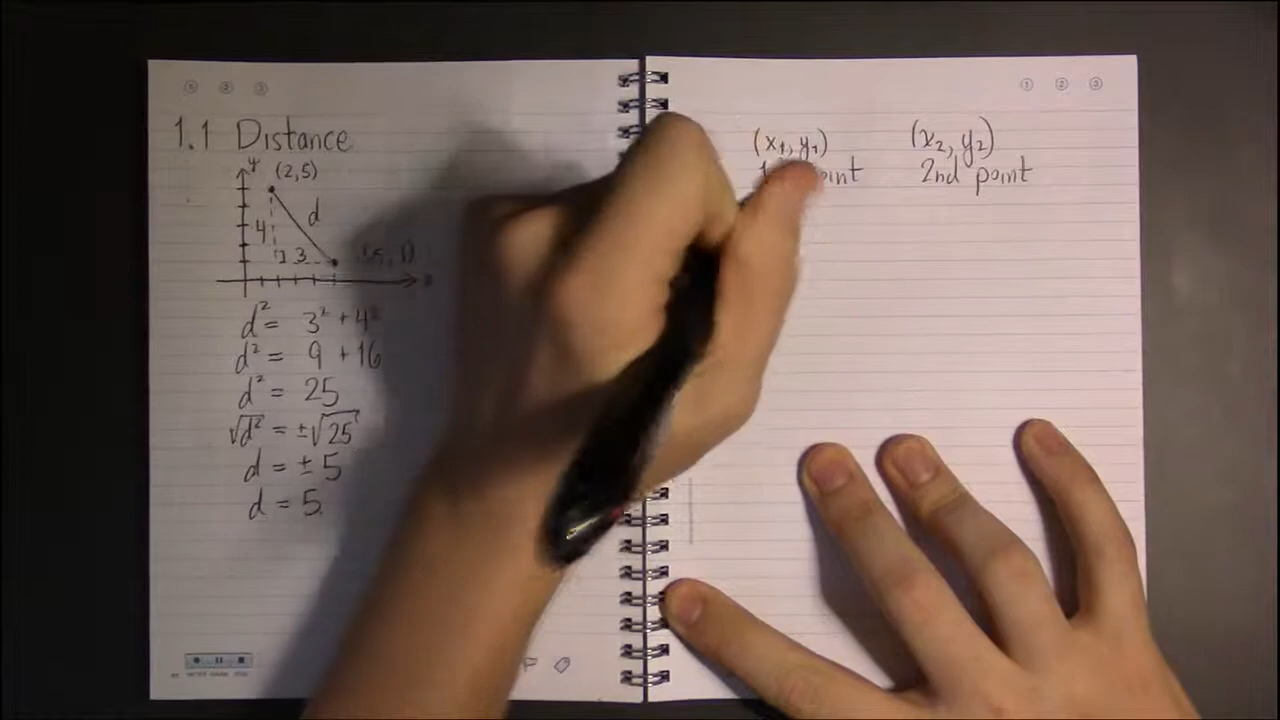 1.1 Distance
y
(2,5)
d
4
3
d² = 3² + 4²
d² = 9 + 16
d² = 25
√d² = ±√25
d = ± 5
d = 5
(x₁, y₁)
(x₂, y₂)
2nd point